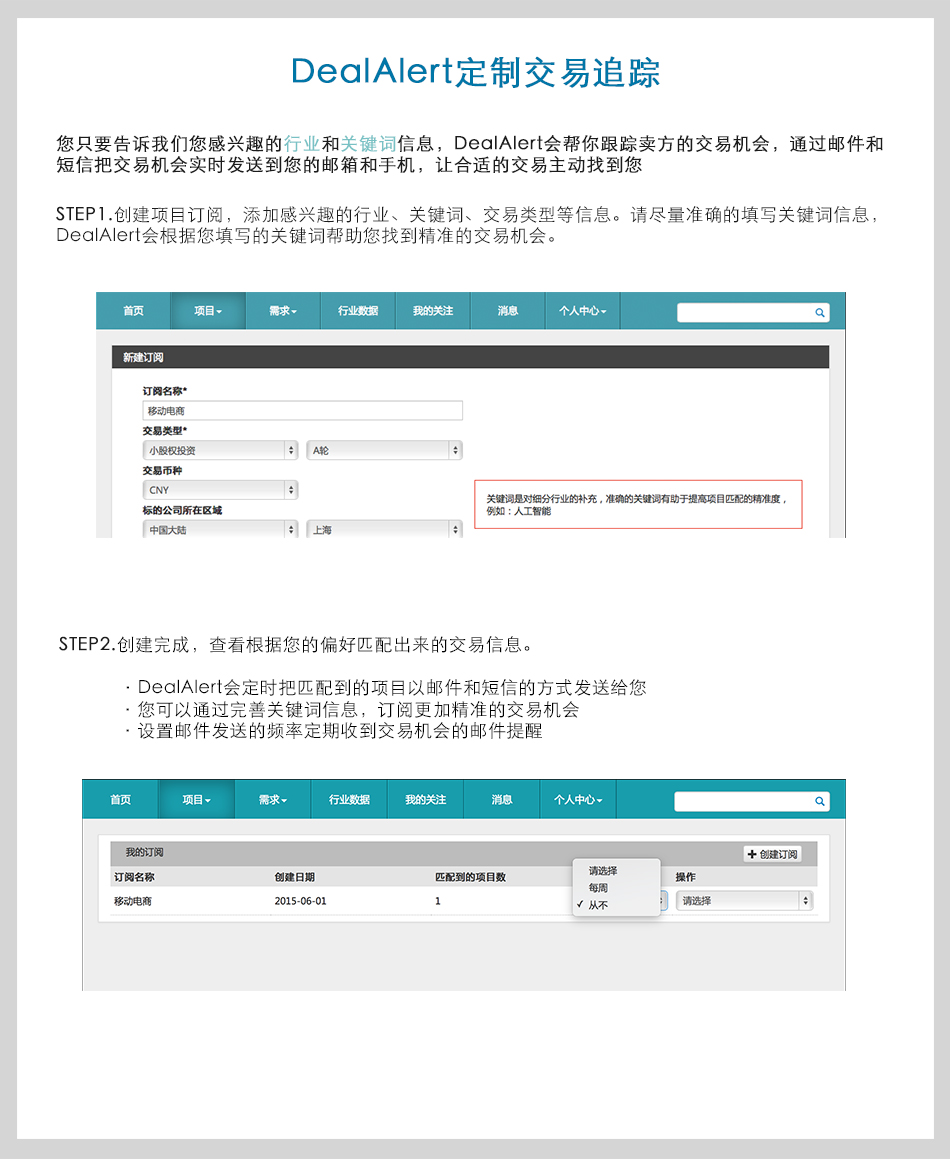 DealAlert定制交易追踪
您只要告诉我们您感兴趣的行业和关键词信息，DealAlert会帮你跟踪卖方的交易机会，通过邮件和
短信把交易机会实时发送到您的邮箱和手机，让合适的交易主动找到您
STEP1.创建项目订阅，添加感兴趣的行业、关键词、交易类型等信息。请尽量准确的填写关键词信息，
DealAlert会根据您填写的关键词帮助您找到精准的交易机会。
首页 项目 需求 行业数据 我的关注 消息 个人中心
新建订阅
订阅名称*
移动电商
交易类型*
小股权投资 A轮
交易币种
CNY
关键词是对细分行业的补充，准确的关键词有助于提高项目匹配的精准度，
例如：人工智能
标的公司所在区域
中国大陆 上海
STEP2.创建完成，查看根据您的偏好匹配出来的交易信息。
· DealAlert会定时把匹配到的项目以邮件和短信的方式发送给您
· 您可以通过完善关键词信息，订阅更加精准的交易机会
· 设置邮件发送的频率定期收到交易机会的邮件提醒
首页 项目 需求 行业数据 我的关注 消息 个人中心
我的订阅 创建订阅
订阅名称 创建日期 匹配到的项目数 操作
移动电商 2015-06-01 1 请选择
请选择
每周
✓ 从不